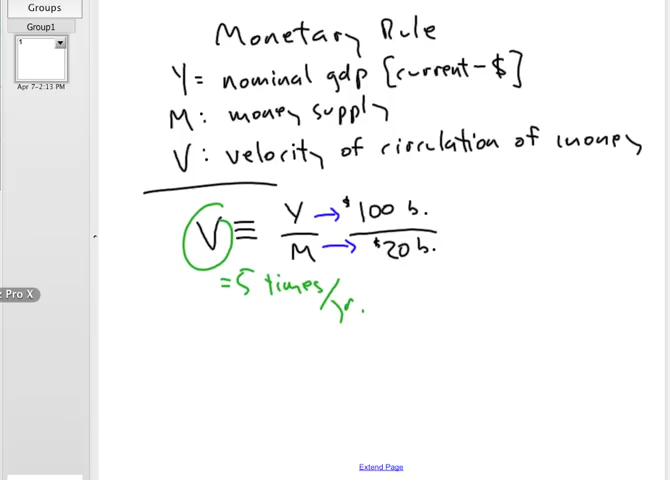 Groups
Group1
1
Apr 7-2:13 PM
Monetary Rule
Y = nominal gdp [current-$]
M: money supply
V: velocity of circulation of money
V ≡ Y/M → $100 b. / → $20 b.
= 5 times/yr.
t Pro X
Extend Page